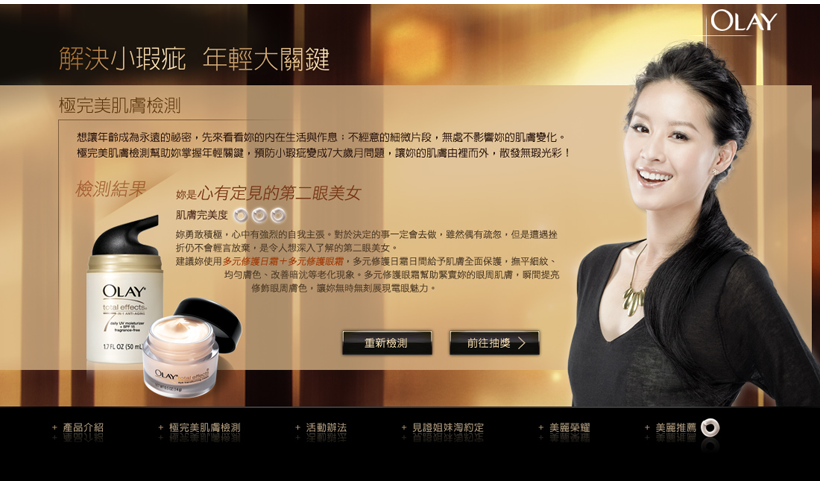 OLAY
解決小瑕疵 年輕大關鍵
極完美肌膚檢測
想讓年齡成為永遠的祕密，先來看看妳的內在生活與作息；不經意的細微片段，無處不影響妳的肌膚變化。
極完美肌膚檢測幫助妳掌握年輕關鍵，預防小瑕疵變成7大歲月問題，讓妳的肌膚由裡而外，散發無瑕光彩！
檢測結果
妳是心有定見的第二眼美女
肌膚完美度
妳勇敢積極，心中有強烈的自我主張。對於決定的事一定會去做，雖然偶有疏忽，但是遭遇挫
折仍不會輕言放棄，是令人想深入了解的第二眼美女。
建議妳使用多元修護日霜+多元修護眼霜，多元修護日霜日間給予肌膚全面保護，撫平細紋、
均勻膚色、改善暗沈等老化現象。多元修護眼霜幫助緊實妳的眼周肌膚，瞬間提亮
修飾眼周膚色，讓妳無時無刻展現電眼魅力。
OLAY
total effects
daily UV moisturizer
+ SPF 15
fragrance-free
1.7 FL OZ (50 mL)
OLAY
total effects
重新檢測
前往抽獎
+ 產品介紹
+ 極完美肌膚檢測
+ 活動辦法
+ 見證姐妹淘約定
+ 美麗榮耀
+ 美麗推薦